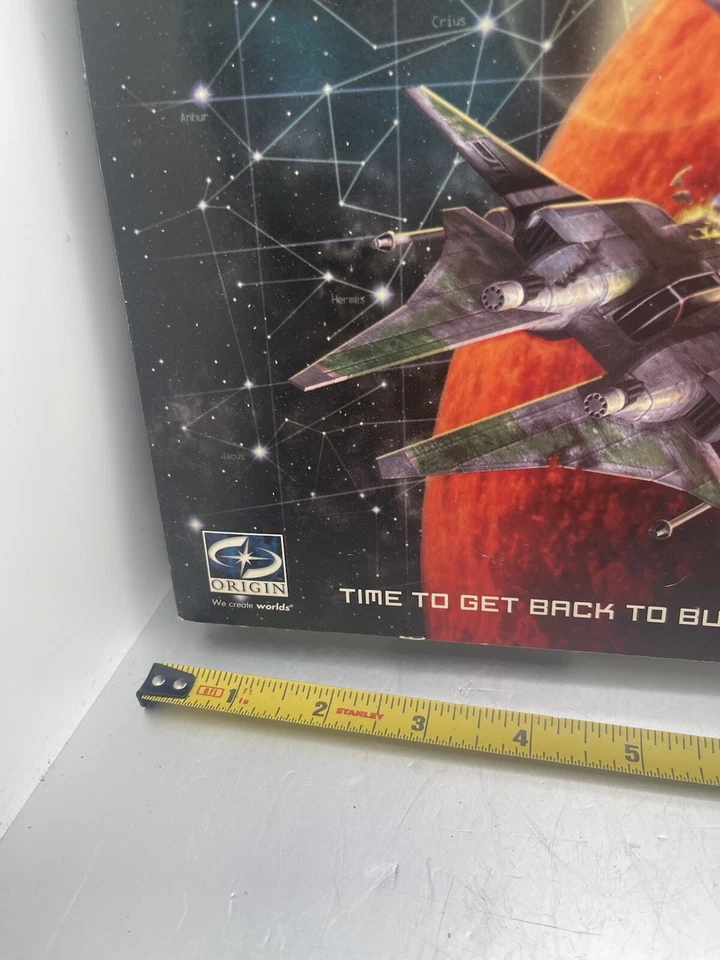 Crius
Anhur
Hermes
Janus
ORIGIN
We create worlds
TIME TO GET BACK TO BU
1 2 STANLEY 3 4 5